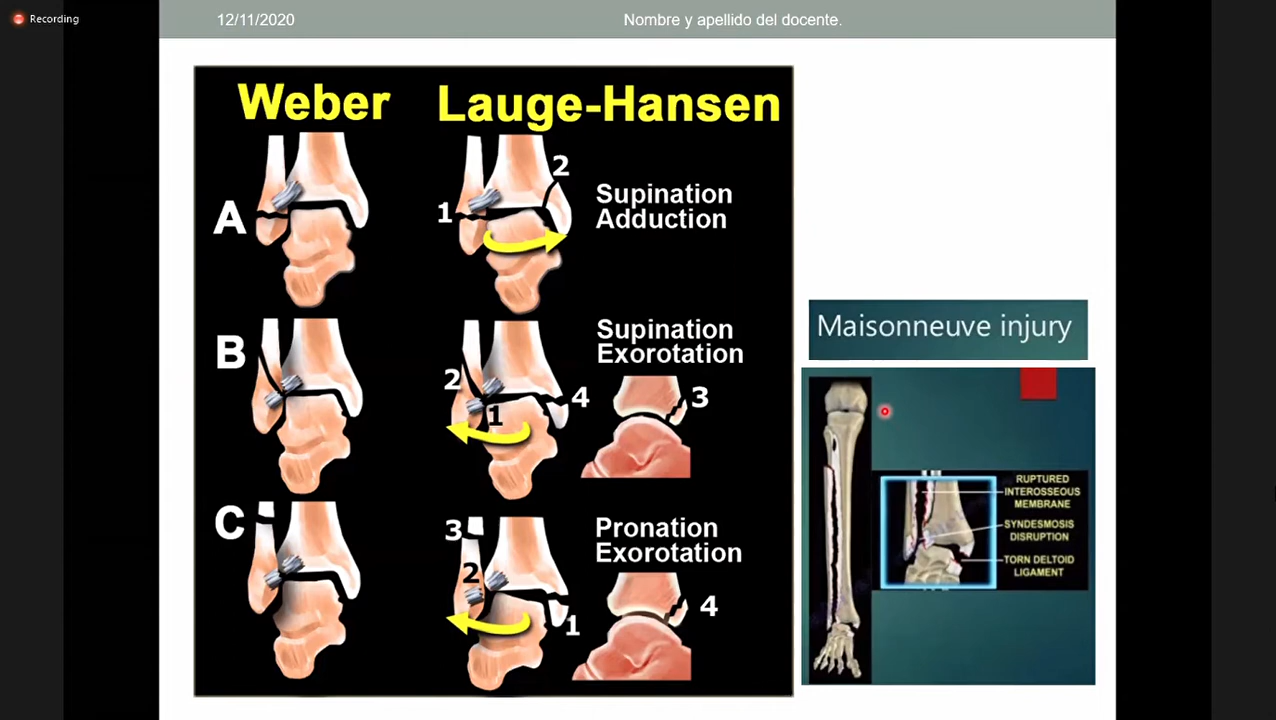 Recording
12/11/2020
Nombre y apellido del docente.
Weber
Lauge-Hansen
A
1
2
Supination
Adduction
B
2
1
4
Supination
Exorotation
3
C
3
2
1
Pronation
Exorotation
4
Maisonneuve injury
RUPTURED
INTEROSSEOUS
MEMBRANE
SYNDESMOSIS
DISRUPTION
TORN DELTOID
LIGAMENT